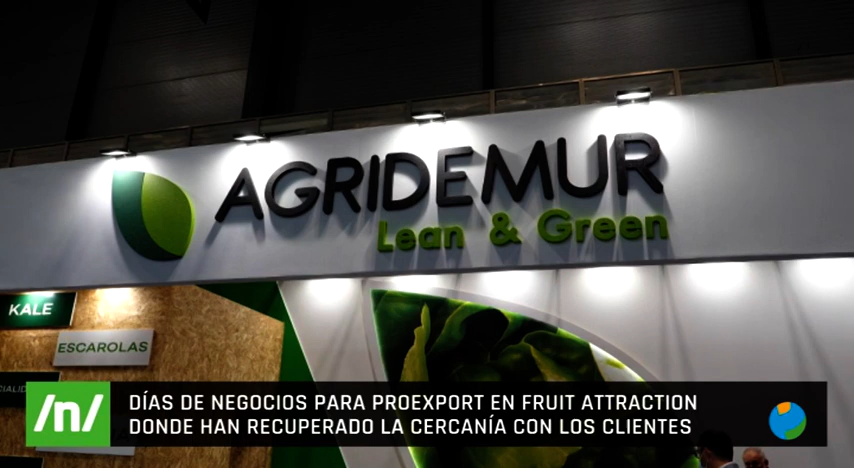 AGRIDEMUR
Lean & Green
KALE
ESCAROLAS
/n/
DÍAS DE NEGOCIOS PARA PROEXPORT EN FRUIT ATTRACTION
DONDE HAN RECUPERADO LA CERCANÍA CON LOS CLIENTES